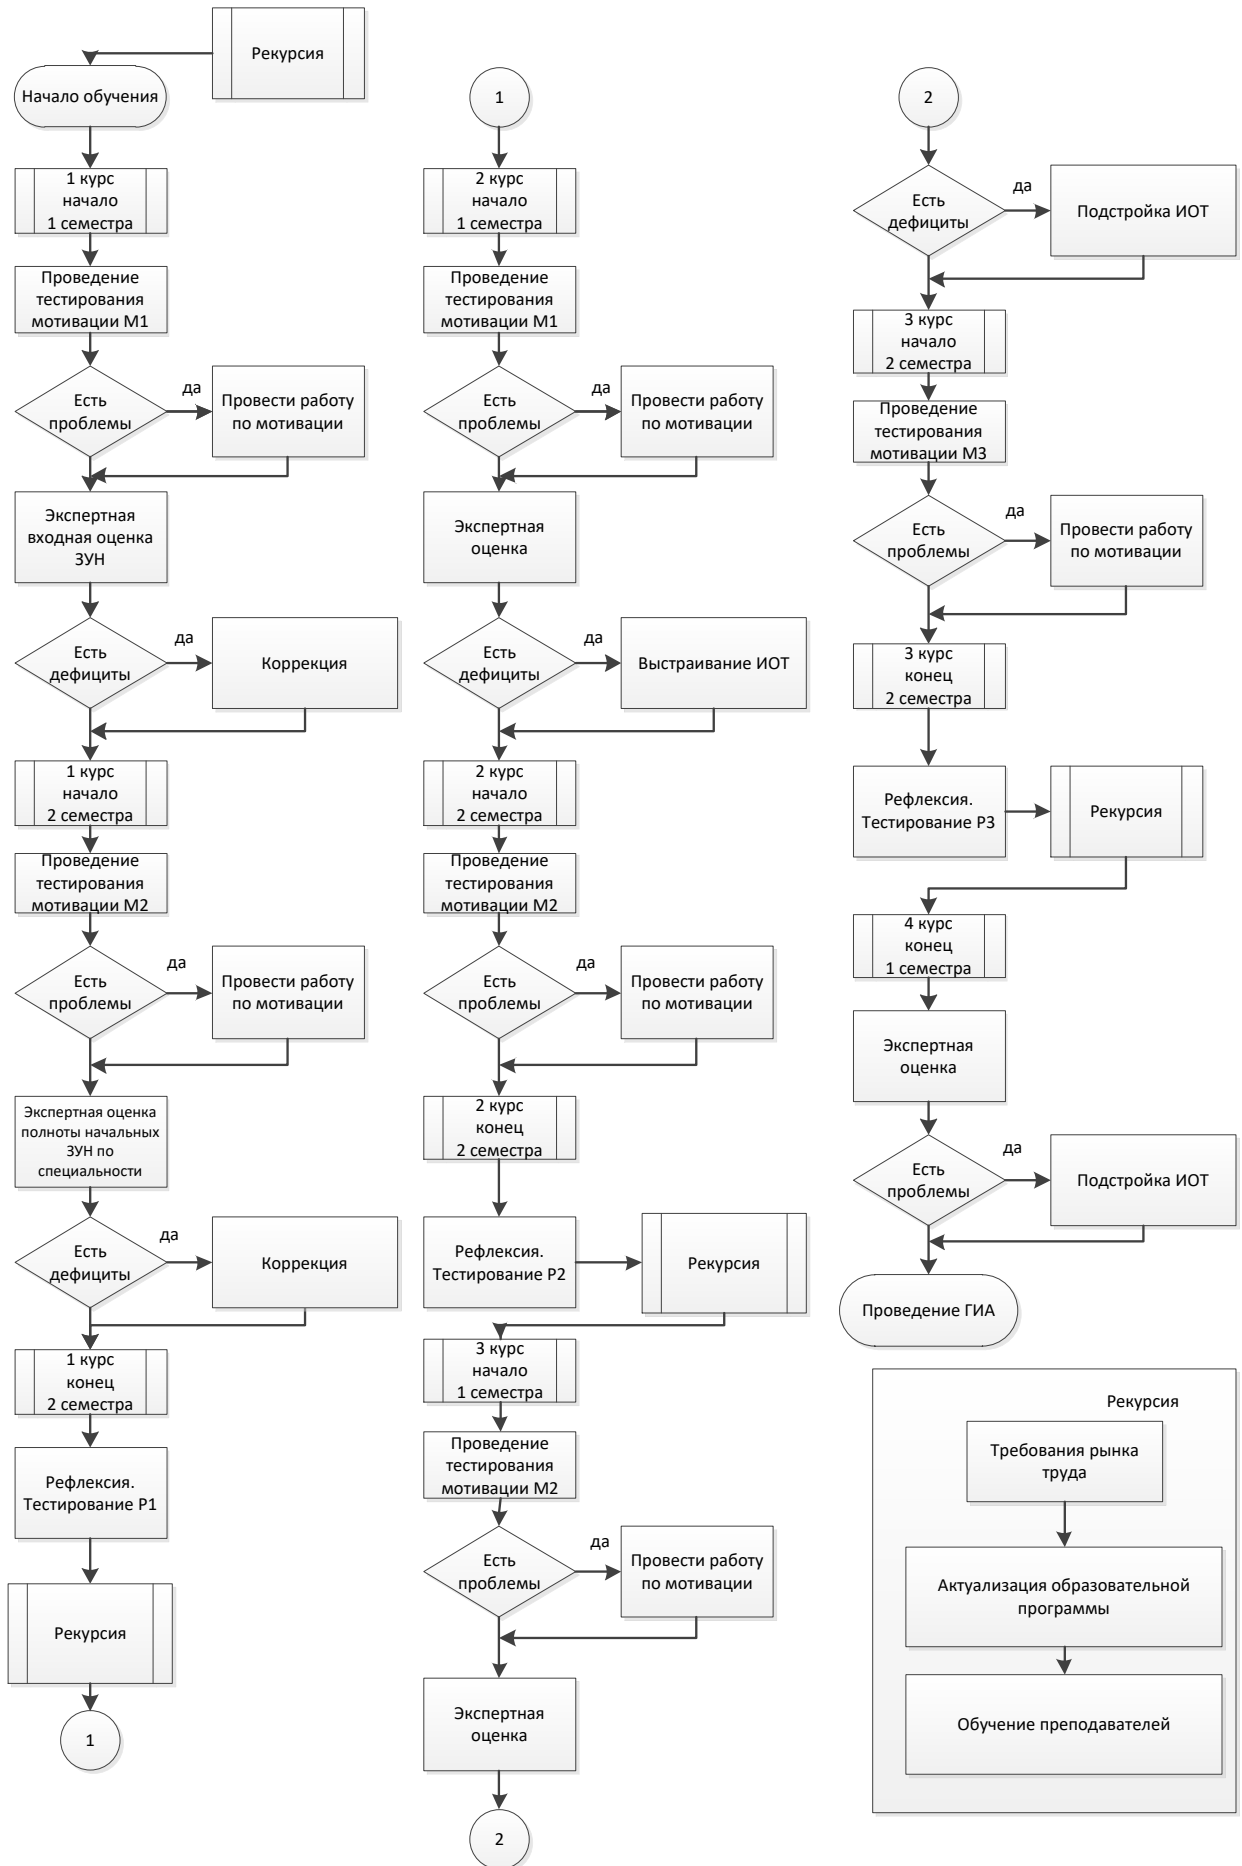 Рекурсия
Начало обучения
1 курс
начало
1 семестра
Проведение
тестирования
мотивации М1
Есть
проблемы
да
Провести работу
по мотивации
Экспертная
входная оценка
ЗУН
Есть
дефициты
да
Коррекция
1 курс
начало
2 семестра
Проведение
тестирования
мотивации М2
Есть
проблемы
да
Провести работу
по мотивации
Экспертная оценка
полноты начальных
ЗУН по
специальности
Есть
дефициты
да
Коррекция
1 курс
конец
2 семестра
Рефлексия.
Тестирование Р1
Рекурсия
1
1
2 курс
начало
1 семестра
Проведение
тестирования
мотивации М1
Есть
проблемы
да
Провести работу
по мотивации
Экспертная
оценка
Есть
дефициты
да
Выстраивание ИОТ
2 курс
начало
2 семестра
Проведение
тестирования
мотивации М2
Есть
проблемы
да
Провести работу
по мотивации
2 курс
конец
2 семестра
Рефлексия.
Тестирование Р2
Рекурсия
3 курс
начало
1 семестра
Проведение
тестирования
мотивации М2
Есть
проблемы
да
Провести работу
по мотивации
Экспертная
оценка
2
2
Есть
дефициты
да
Подстройка ИОТ
3 курс
начало
2 семестра
Проведение
тестирования
мотивации М3
Есть
проблемы
да
Провести работу
по мотивации
3 курс
конец
2 семестра
Рефлексия.
Тестирование Р3
Рекурсия
4 курс
конец
1 семестра
Экспертная
оценка
Есть
проблемы
да
Подстройка ИОТ
Проведение ГИА
Рекурсия
Требования рынка
труда
Актуализация образовательной
программы
Обучение преподавателей